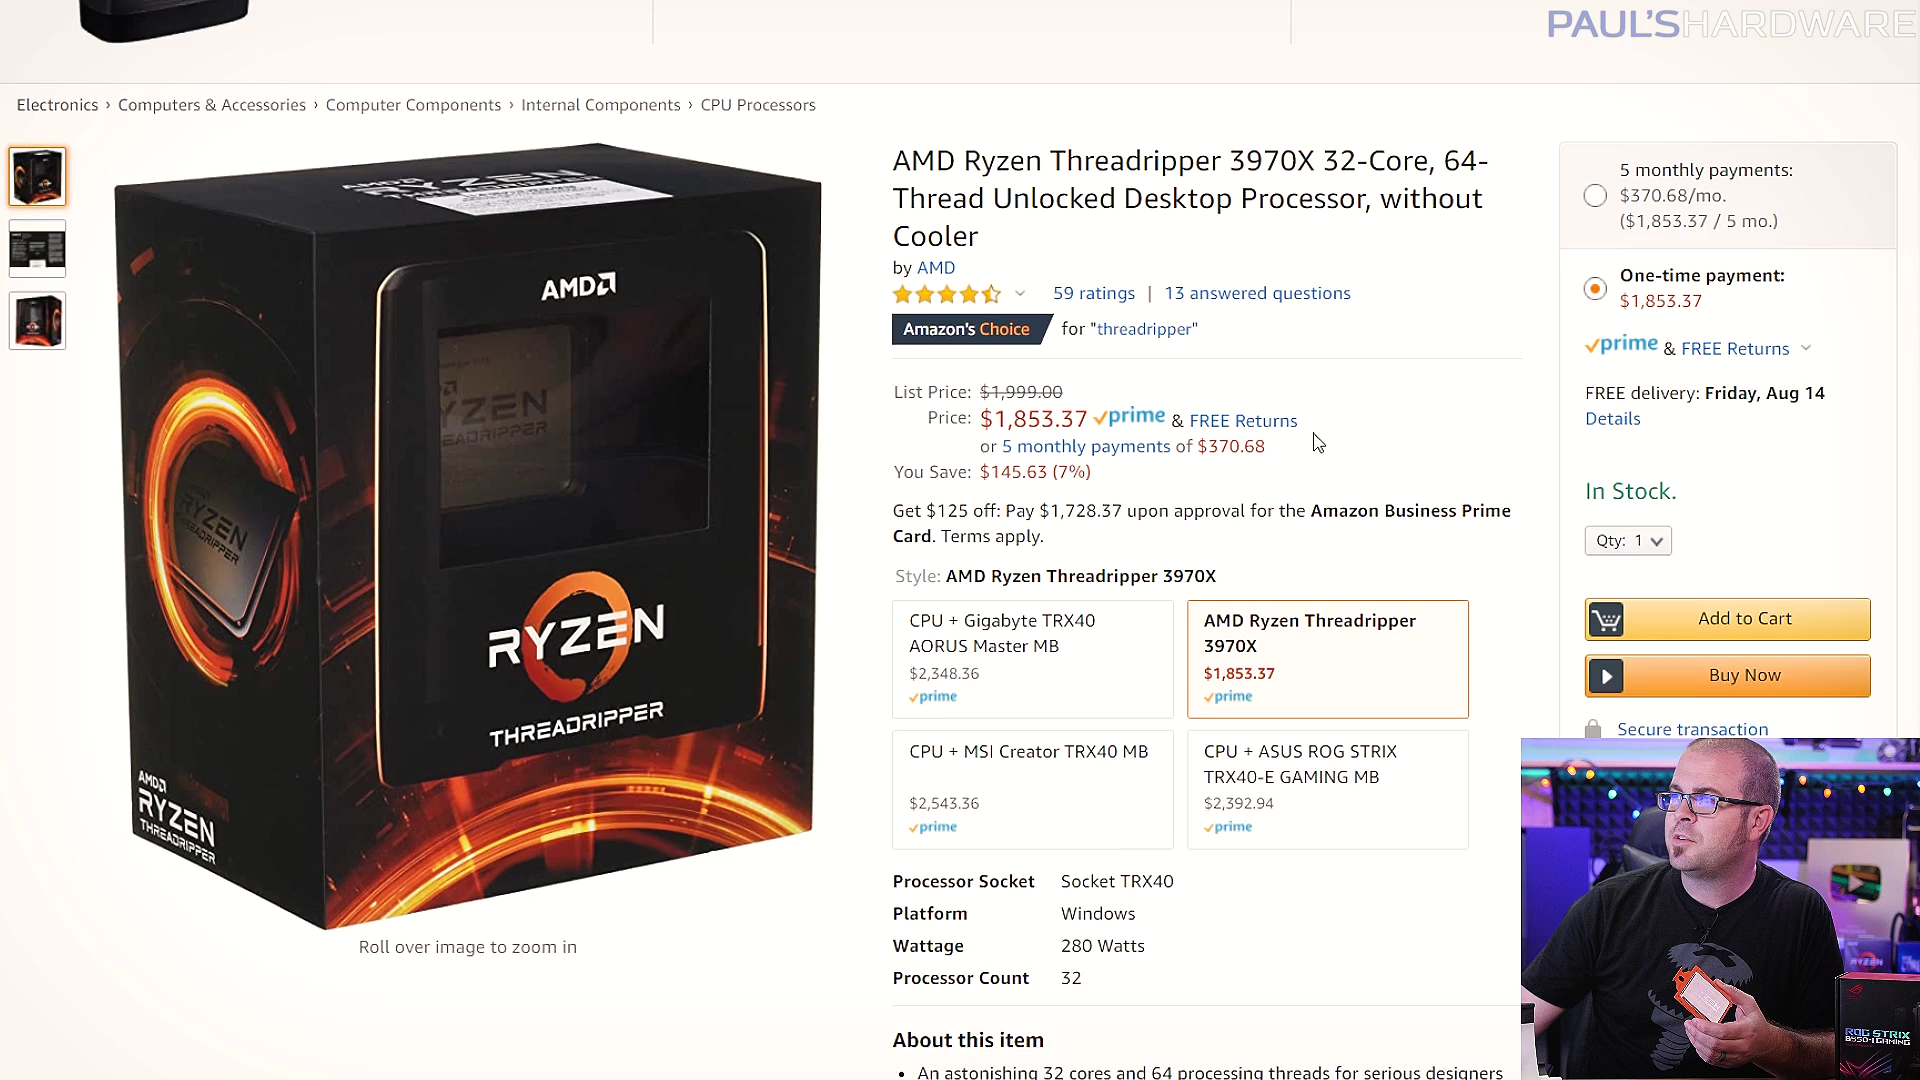 PAUL'SHARDWARE
Electronics › Computers & Accessories › Computer Components › Internal Components › CPU Processors
AMD Ryzen Threadripper 3970X 32-Core, 64-
Thread Unlocked Desktop Processor, without
Cooler
by AMD
59 ratings | 13 answered questions
Amazon's Choice for "threadripper"
List Price: $1,999.00
Price: $1,853.37 prime & FREE Returns
or 5 monthly payments of $370.68
You Save: $145.63 (7%)
Get $125 off: Pay $1,728.37 upon approval for the Amazon Business Prime
Card. Terms apply.
Style: AMD Ryzen Threadripper 3970X
CPU + Gigabyte TRX40
AORUS Master MB
$2,348.36
prime
AMD Ryzen Threadripper
3970X
$1,853.37
prime
CPU + MSI Creator TRX40 MB
$2,543.36
prime
CPU + ASUS ROG STRIX
TRX40-E GAMING MB
$2,392.94
prime
Processor Socket Socket TRX40
Platform Windows
Wattage 280 Watts
Processor Count 32
About this item
• An astonishing 32 cores and 64 processing threads for serious designers
5 monthly payments:
$370.68/mo.
($1,853.37 / 5 mo.)
One-time payment:
$1,853.37
prime & FREE Returns
FREE delivery: Friday, Aug 14
Details
In Stock.
Qty: 1
Add to Cart
Buy Now
Secure transaction
AMD
RYZEN
THREADRIPPER
AMD
RYZEN
THREADRIPPER
RYZEN
THREADRIPPER
Roll over image to zoom in
ROG STRIX
B550-I GAMING